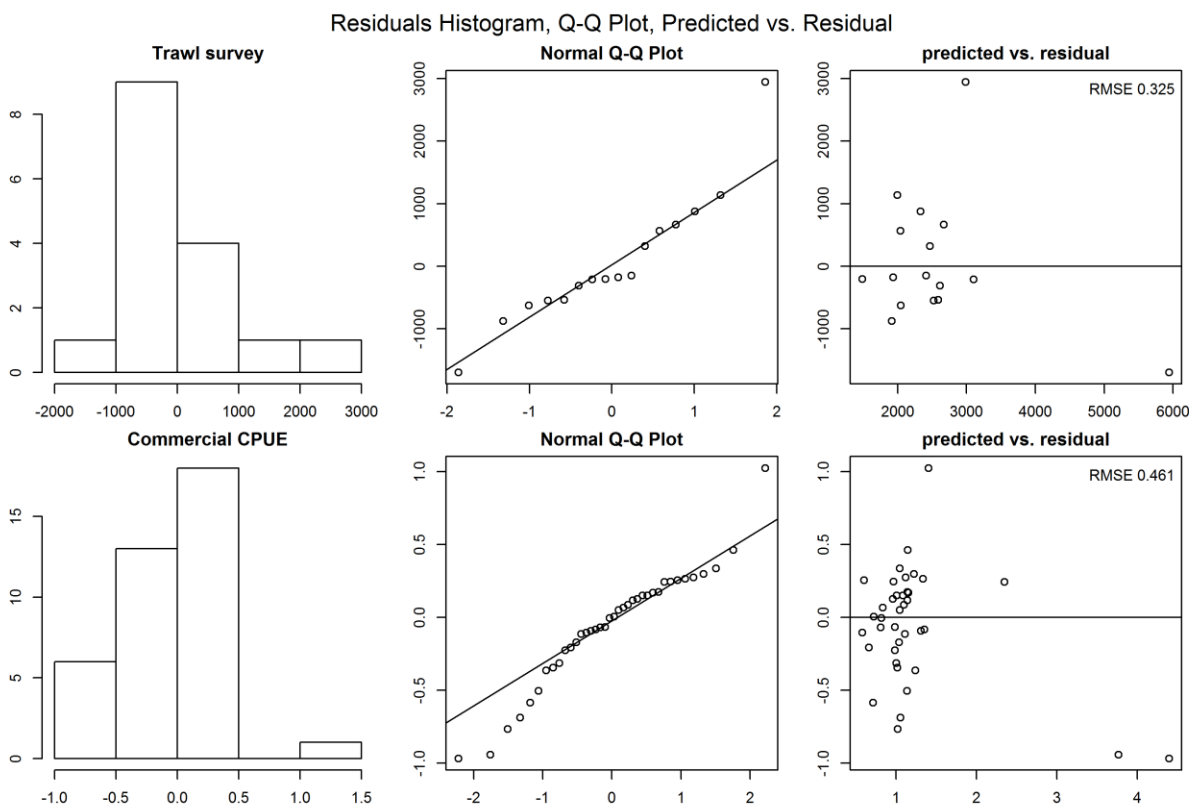 Residuals Histogram, Q-Q Plot, Predicted vs. Residual
Trawl survey
0 2 4 6 8
-2000 -1000 0 1000 2000 3000
Normal Q-Q Plot
-1000 0 1000 2000 3000
-2 -1 0 1 2
predicted vs. residual
RMSE 0.325
-1000 0 1000 2000 3000
2000 3000 4000 5000 6000
Commercial CPUE
0 5 10 15
-1.0 -0.5 0.0 0.5 1.0 1.5
Normal Q-Q Plot
-1.0 -0.5 0.0 0.5 1.0
-2 -1 0 1 2
predicted vs. residual
RMSE 0.461
-1.0 -0.5 0.0 0.5 1.0
1 2 3 4